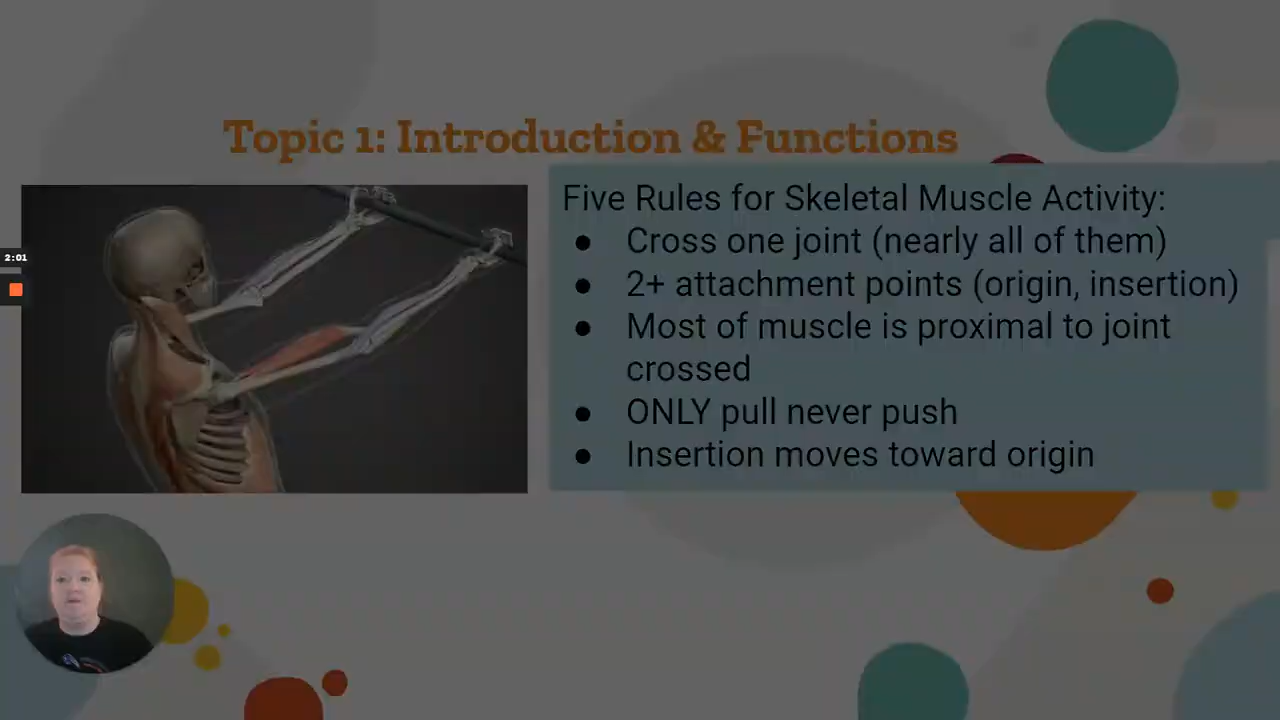 Topic 1: Introduction & Functions
Five Rules for Skeletal Muscle Activity:
● Cross one joint (nearly all of them)
● 2+ attachment points (origin, insertion)
● Most of muscle is proximal to joint
crossed
● ONLY pull never push
● Insertion moves toward origin
2:01